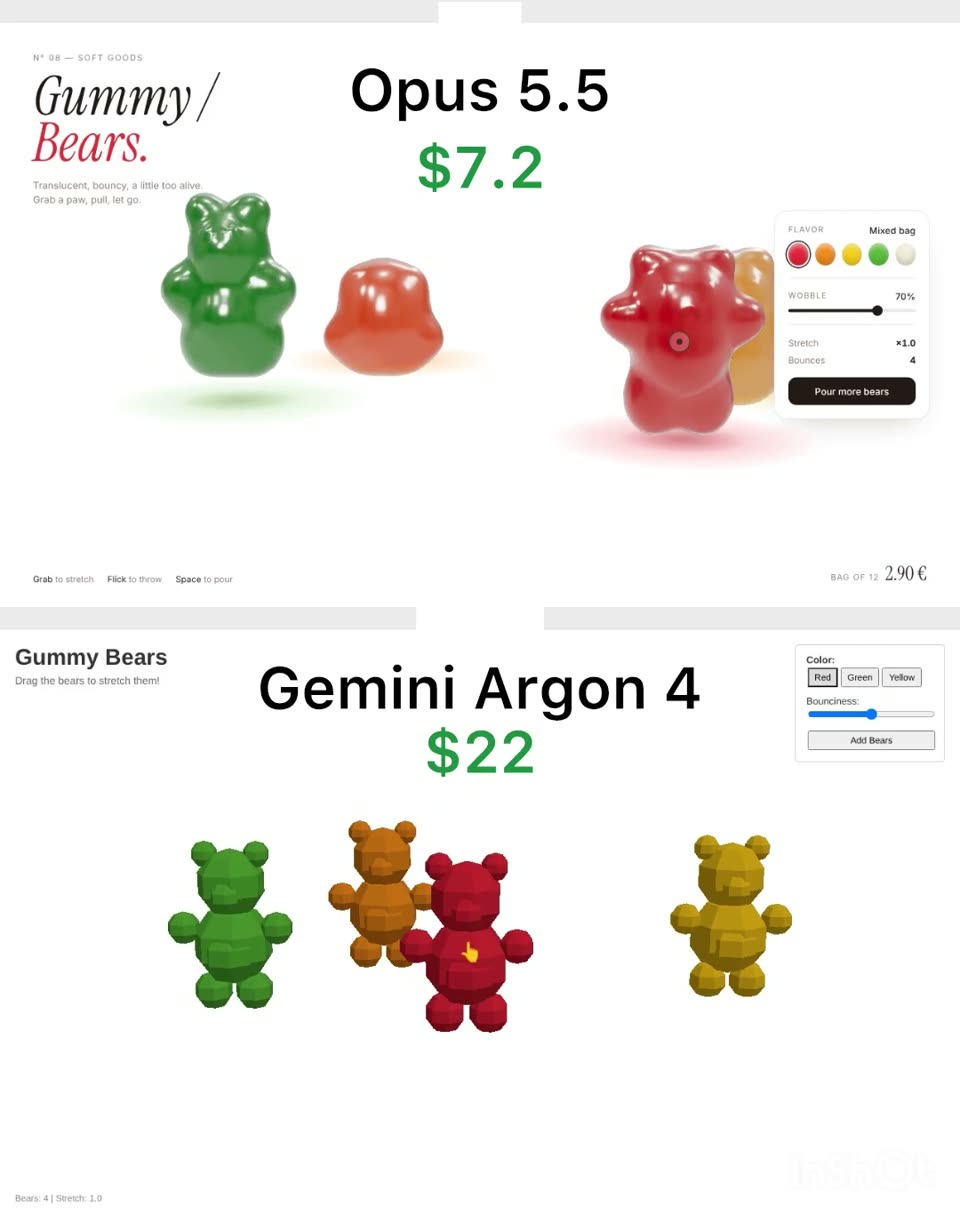 N° 08 — SOFT GOODS
Gummy /
Bears.
Translucent, bouncy, a little too alive.
Grab a paw, pull, let go.
Opus 5.5
$7.2
FLAVOR Mixed bag
WOBBLE 70%
Stretch ×1.0
Bounces 4
Pour more bears
Grab to stretch Flick to throw Space to pour
BAG OF 12 2.90 €
Gummy Bears
Drag the bears to stretch them!
Gemini Argon 4
$22
Color:
Red Green Yellow
Bounciness:
Add Bears
Bears: 4 | Stretch: 1.0
InShOt